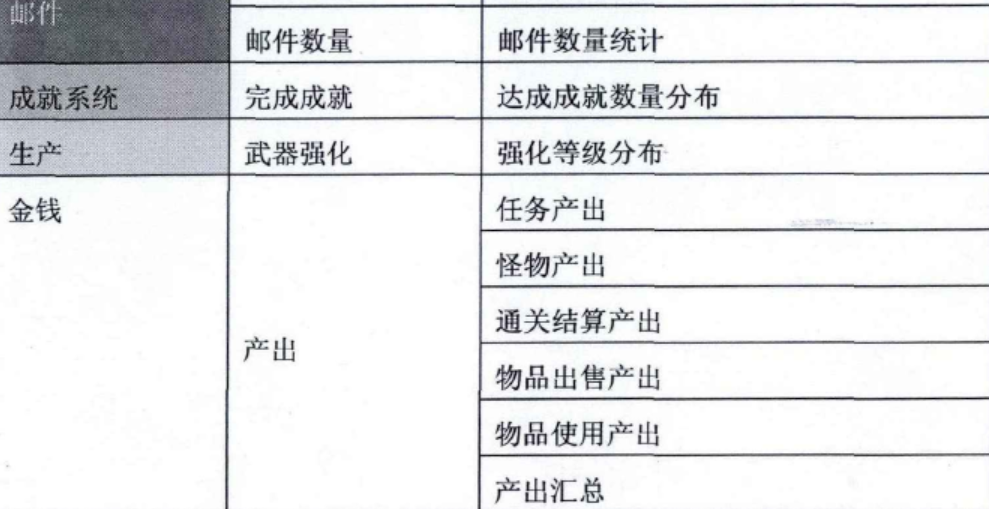 邮件
邮件数量 邮件数量统计
成就系统 完成成就 达成成就数量分布
生产 武器强化 强化等级分布
金钱 任务产出
怪物产出
通关结算产出
产出
物品出售产出
物品使用产出
产出汇总